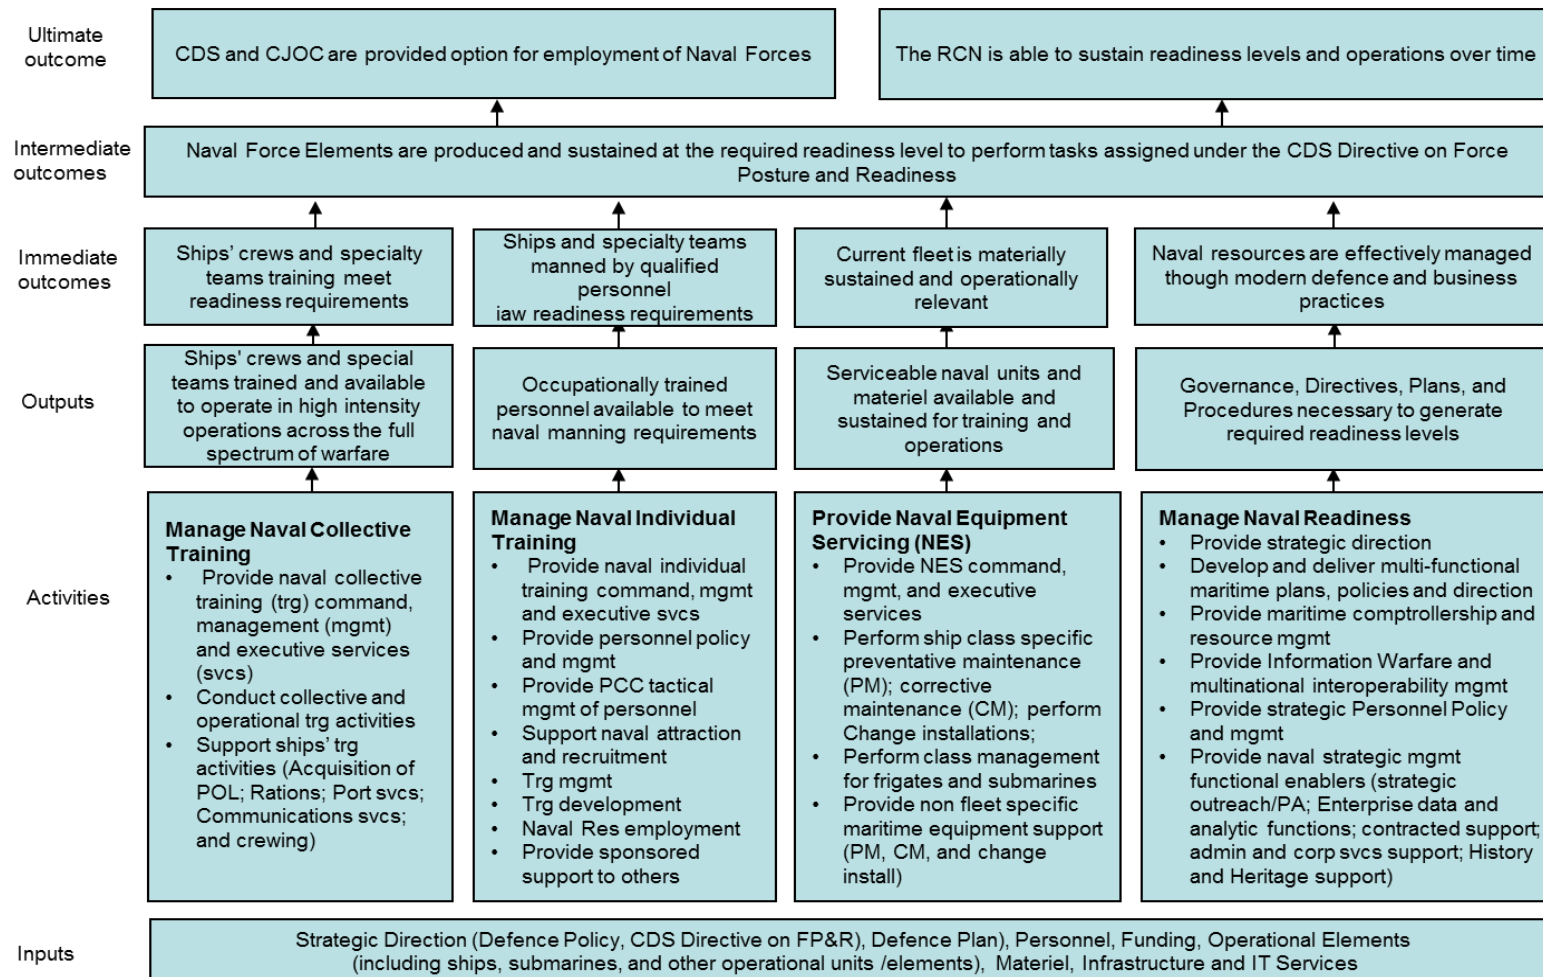 Ultimate
outcome
CDS and CJOC are provided option for employment of Naval Forces
The RCN is able to sustain readiness levels and operations over time
Intermediate
outcomes
Naval Force Elements are produced and sustained at the required readiness level to perform tasks assigned under the CDS Directive on Force
Posture and Readiness
Immediate
outcomes
Ships’ crews and specialty
teams training meet
readiness requirements
Ships and specialty teams
manned by qualified
personnel
iaw readiness requirements
Current fleet is materially
sustained and operationally
relevant
Naval resources are effectively managed
though modern defence and business
practices
Outputs
Ships' crews and special
teams trained and available
to operate in high intensity
operations across the full
spectrum of warfare
Occupationally trained
personnel available to meet
naval manning requirements
Serviceable naval units and
materiel available and
sustained for training and
operations
Governance, Directives, Plans, and
Procedures necessary to generate
required readiness levels
Activities
Manage Naval Collective
Training
• Provide naval collective
training (trg) command,
management (mgmt)
and executive services
(svcs)
• Conduct collective and
operational trg activities
• Support ships’ trg
activities (Acquisition of
POL; Rations; Port svcs;
Communications svcs;
and crewing)
Manage Naval Individual
Training
• Provide naval individual
training command, mgmt
and executive svcs
• Provide personnel policy
and mgmt
• Provide PCC tactical
mgmt of personnel
• Support naval attraction
and recruitment
• Trg mgmt
• Trg development
• Naval Res employment
• Provide sponsored
support to others
Provide Naval Equipment
Servicing (NES)
• Provide NES command,
mgmt, and executive
services
• Perform ship class specific
preventative maintenance
(PM); corrective
maintenance (CM); perform
Change installations;
• Perform class management
for frigates and submarines
• Provide non fleet specific
maritime equipment support
(PM, CM, and change
install)
Manage Naval Readiness
• Provide strategic direction
• Develop and deliver multi-functional
maritime plans, policies and direction
• Provide maritime comptrollership and
resource mgmt
• Provide Information Warfare and
multinational interoperability mgmt
• Provide strategic Personnel Policy
and mgmt
• Provide naval strategic mgmt
functional enablers (strategic
outreach/PA; Enterprise data and
analytic functions; contracted support;
admin and corp svcs support; History
and Heritage support)
Inputs
Strategic Direction (Defence Policy, CDS Directive on FP&R), Defence Plan), Personnel, Funding, Operational Elements
(including ships, submarines, and other operational units /elements), Materiel, Infrastructure and IT Services